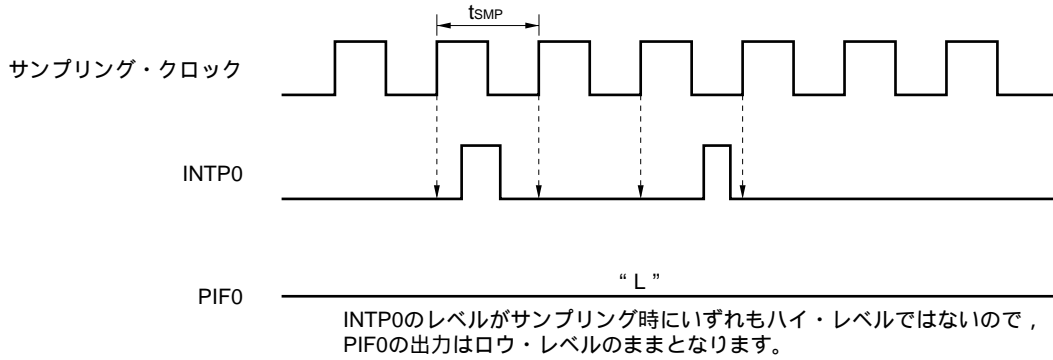 tSMP
サンプリング・クロック
INTP0
PIF0
“ L ”
INTP0のレベルがサンプリング時にいずれもハイ・レベルではないので，
PIF0の出力はロウ・レベルのままとなります。